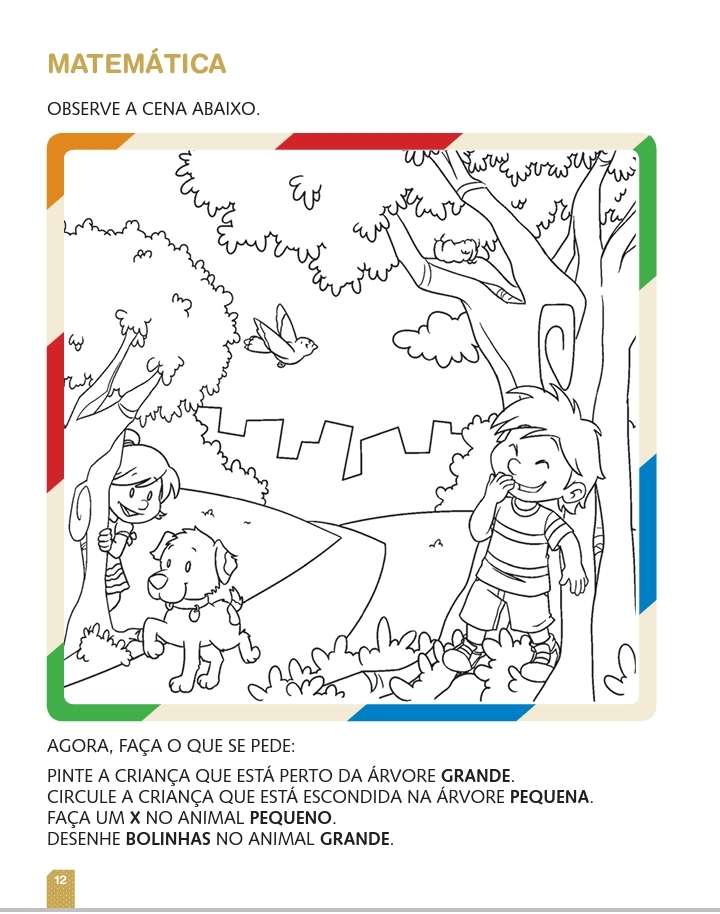 MATEMÁTICA
OBSERVE A CENA ABAIXO.
AGORA, FAÇA O QUE SE PEDE:
PINTE A CRIANÇA QUE ESTÁ PERTO DA ÁRVORE GRANDE.
CIRCULE A CRIANÇA QUE ESTÁ ESCONDIDA NA ÁRVORE PEQUENA.
FAÇA UM X NO ANIMAL PEQUENO.
DESENHE BOLINHAS NO ANIMAL GRANDE.
12